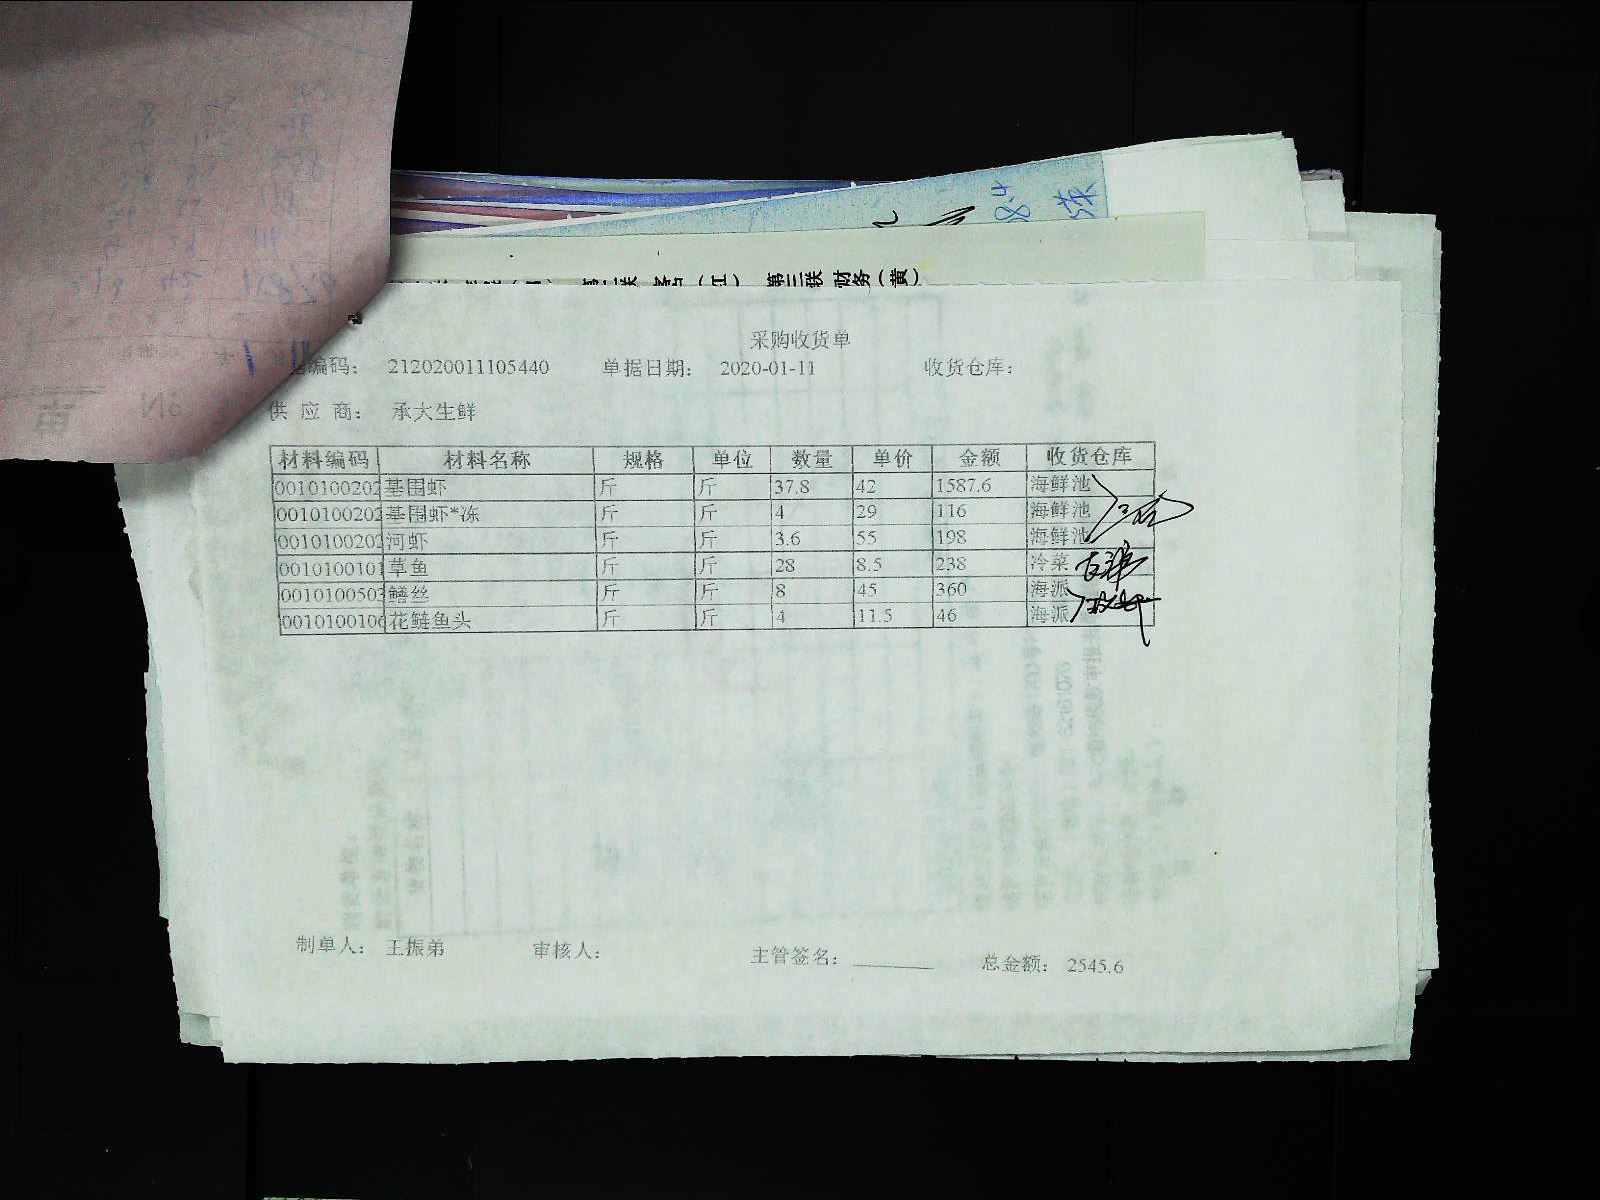 第三联 财务(黄)
采购收货单
编码： 212020011105440 单据日期： 2020-01-11 收货仓库：
供 应 商： 承大生鲜
材料编码 材料名称 规格 单位 数量 单价 金额 收货仓库
0010100202 基围虾 斤 斤 37.8 42 1587.6 海鲜池
0010100202 基围虾*冻 斤 斤 4 29 116 海鲜池
0010100202 河虾 斤 斤 3.6 55 198 海鲜池
0010100101 草鱼 斤 斤 28 8.5 238 冷菜
0010100503 鳝丝 斤 斤 8 45 360 海派
0010100106 花鲢鱼头 斤 斤 4 11.5 46 海派
制单人： 王振弟 审核人： 主管签名： 总金额： 2545.6